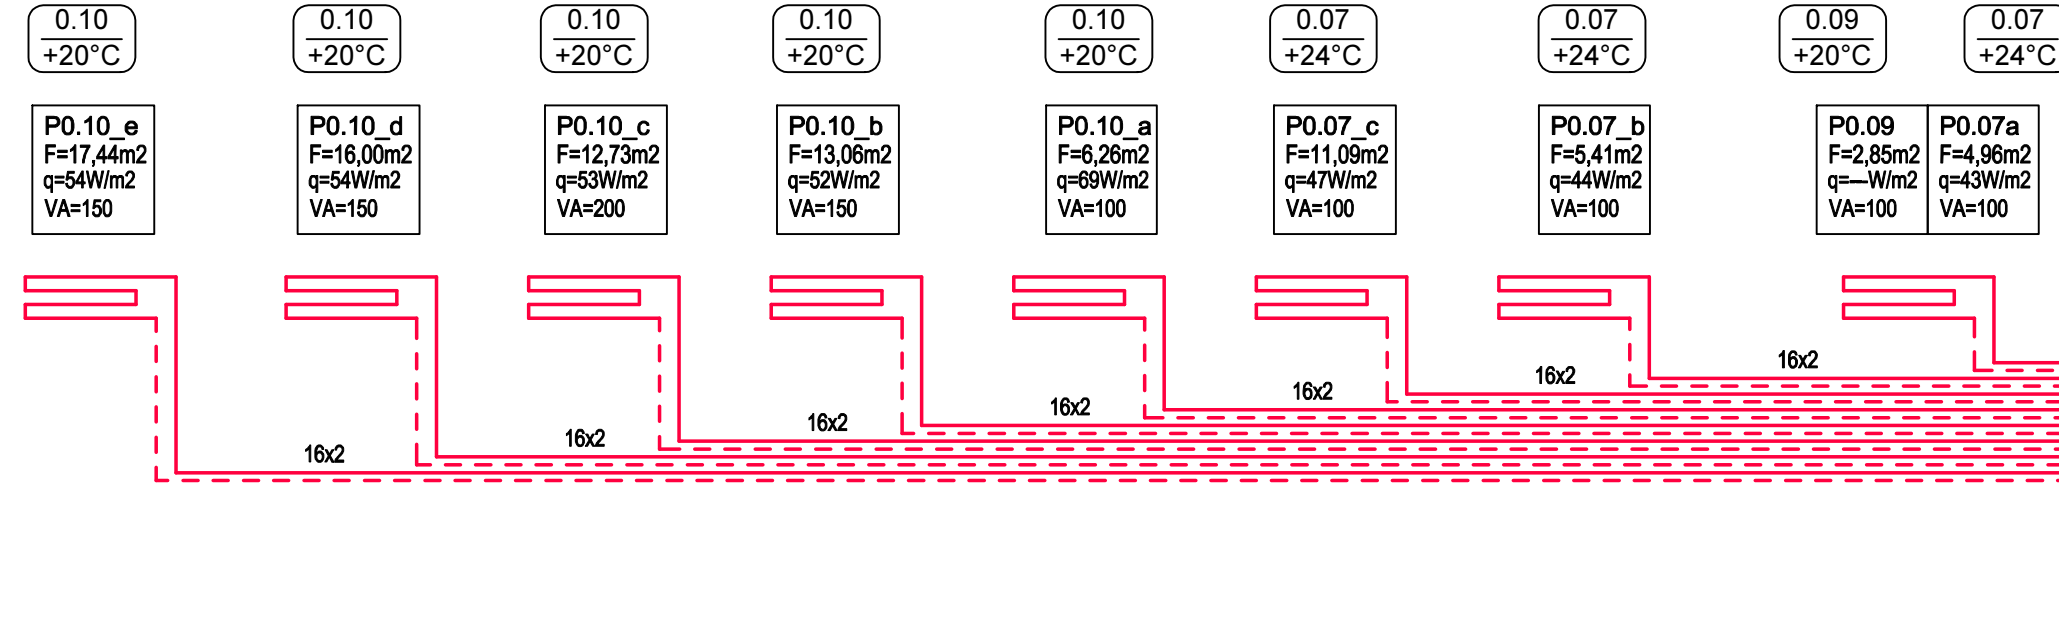 0.10
+20°C
0.10
+20°C
0.10
+20°C
0.10
+20°C
0.10
+20°C
0.07
+24°C
0.07
+24°C
0.09
+20°C
0.07
+24°C
P0.10_e
F=17,44m2
q=54W/m2
VA=150
P0.10_d
F=16,00m2
q=54W/m2
VA=150
P0.10_c
F=12,73m2
q=53W/m2
VA=200
P0.10_b
F=13,06m2
q=52W/m2
VA=150
P0.10_a
F=6,26m2
q=69W/m2
VA=100
P0.07_c
F=11,09m2
q=47W/m2
VA=100
P0.07_b
F=5,41m2
q=44W/m2
VA=100
P0.09
F=2,85m2
q=—W/m2
VA=100
P0.07a
F=4,96m2
q=43W/m2
VA=100
16x2
16x2
16x2
16x2
16x2
16x2
16x2